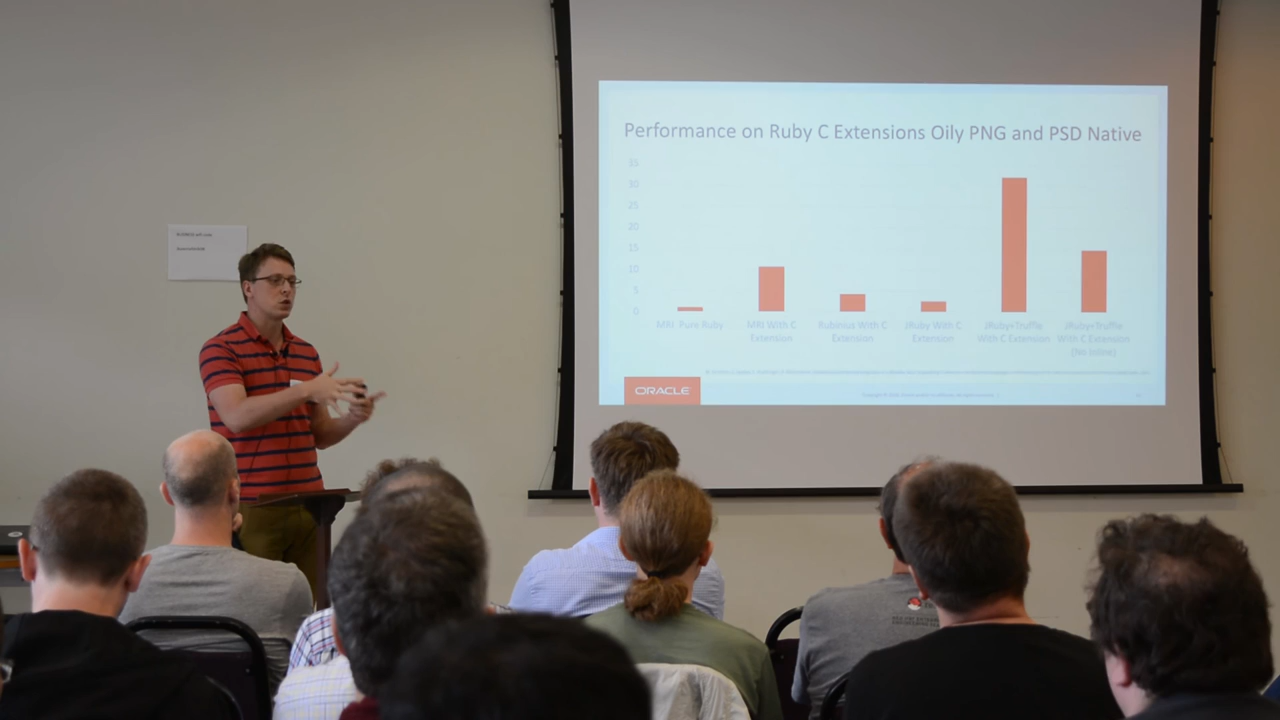 Performance on Ruby C Extensions Oily PNG and PSD Native
35
30
25
20
15
10
5
0
MRI Pure Ruby
MRI With C Extension
Rubinius With C Extension
JRuby With C Extension
JRuby+Truffle With C Extension
JRuby+Truffle With C Extension (No Inline)
ORACLE